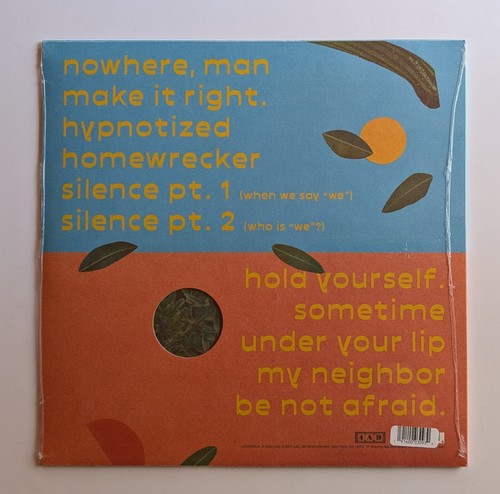 nowhere, man
make it right.
hypnotized
homewrecker
silence pt. 1 (when we say "we")
silence pt. 2 (who is "we"?)
hold yourself.
sometime
under your lip
my neighbor
be not afraid.
4AD